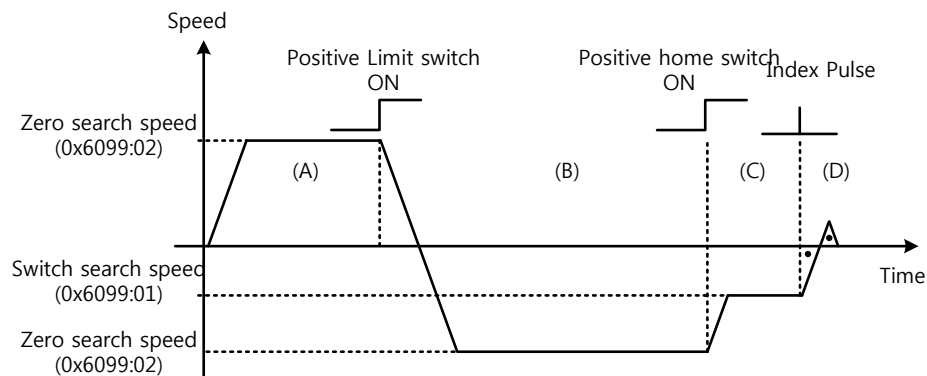 Speed
Positive Limit switch
ON
Positive home switch
ON
Index Pulse
Zero search speed
(0x6099:02)
(A)
(B)
(C)
(D)
Switch search speed
(0x6099:01)
Time
Zero search speed
(0x6099:02)